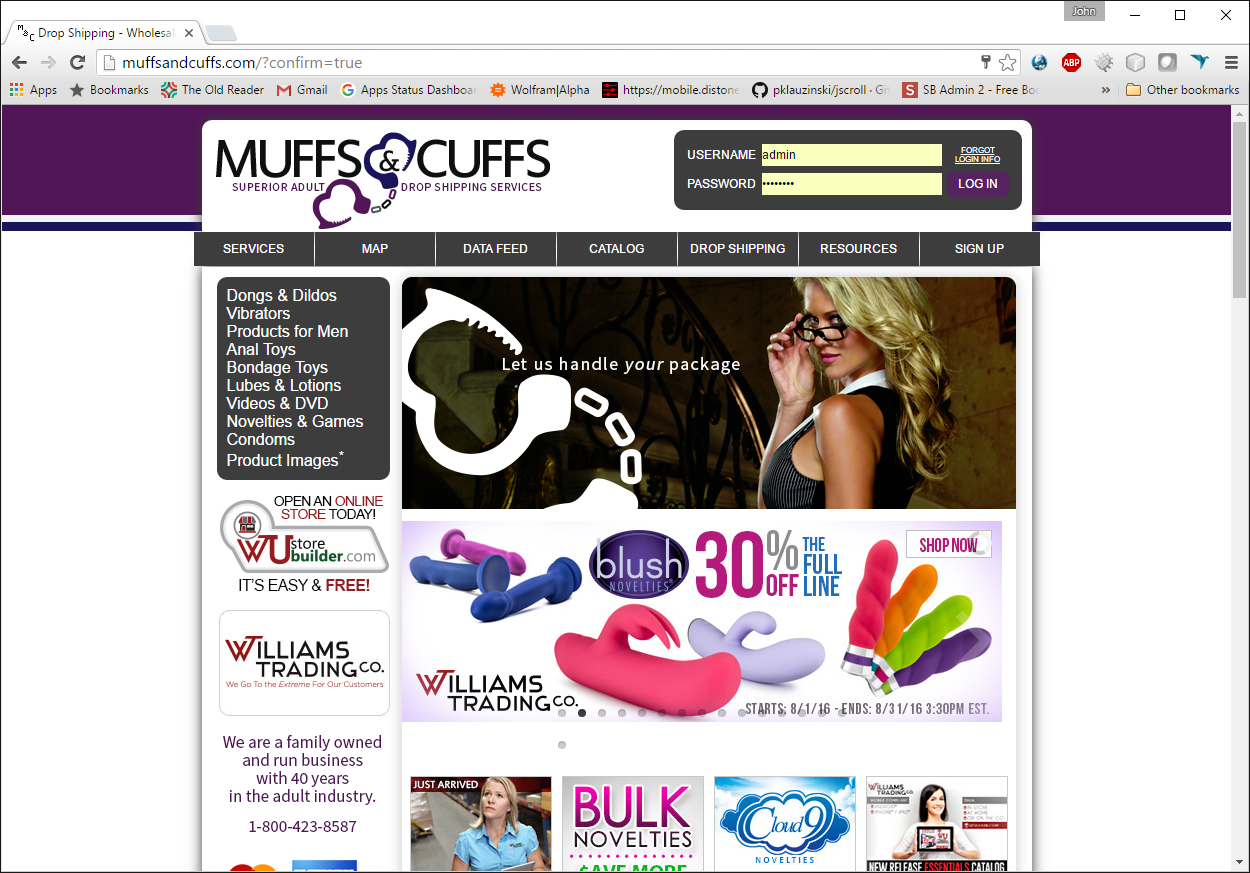 John
Drop Shipping - Wholesal
muffsandcuffs.com/?confirm=true
ABP
Apps
Bookmarks
The Old Reader
Gmail
Apps Status Dashboar
Wolfram|Alpha
https://mobile.distone
pklauzinski/jscroll · Git
S
SB Admin 2 - Free Boo
»
Other bookmarks
MUFFS & CUFFS
SUPERIOR ADULT DROP SHIPPING SERVICES
USERNAME admin
FORGOT
LOGIN INFO
PASSWORD ••••••••
LOG IN
SERVICES
MAP
DATA FEED
CATALOG
DROP SHIPPING
RESOURCES
SIGN UP
Dongs & Dildos
Vibrators
Products for Men
Anal Toys
Bondage Toys
Lubes & Lotions
Videos & DVD
Novelties & Games
Condoms
Product Images*
Let us handle your package
OPEN AN ONLINE
STORE TODAY!
WU store
builder.com
IT'S EASY & FREE!
blush
NOVELTIES
30% OFF
THE
FULL
LINE
SHOP NOW
WILLIAMS
TRADING CO.
STARTS: 8/1/16 - ENDS: 8/31/16 3:30PM EST.
WILLIAMS
TRADING CO.
We Go To the Extreme For Our Customers
We are a family owned
and run business
with 40 years
in the adult industry.
1-800-423-8587
JUST ARRIVED
BULK
NOVELTIES
SAVE MORE
Cloud 9
NOVELTIES
WILLIAMS
TRADING CO
NEW RELEASE ESSENTIALS CATALOG